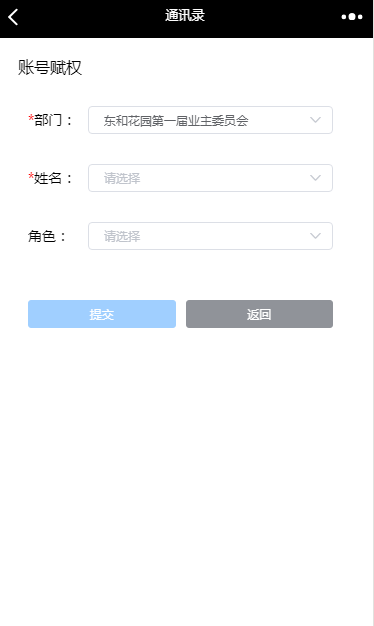 通讯录
账号赋权
*部门： 东和花园第一届业主委员会
*姓名： 请选择
角色： 请选择
提交 返回